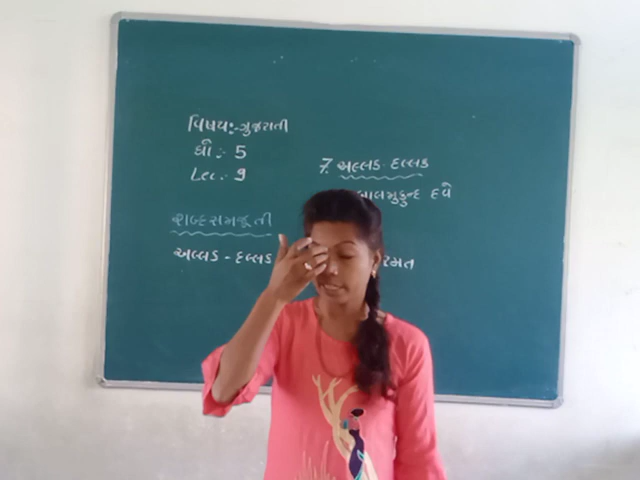 વિષય:- ગુજરાતી
ધો :- 5
Lec :- 9
7. અલ્લક દલ્લક
બાલમુકુન્દ દવે
શબ્દસમજૂતી
અલ્લક - દલ્લક રમત